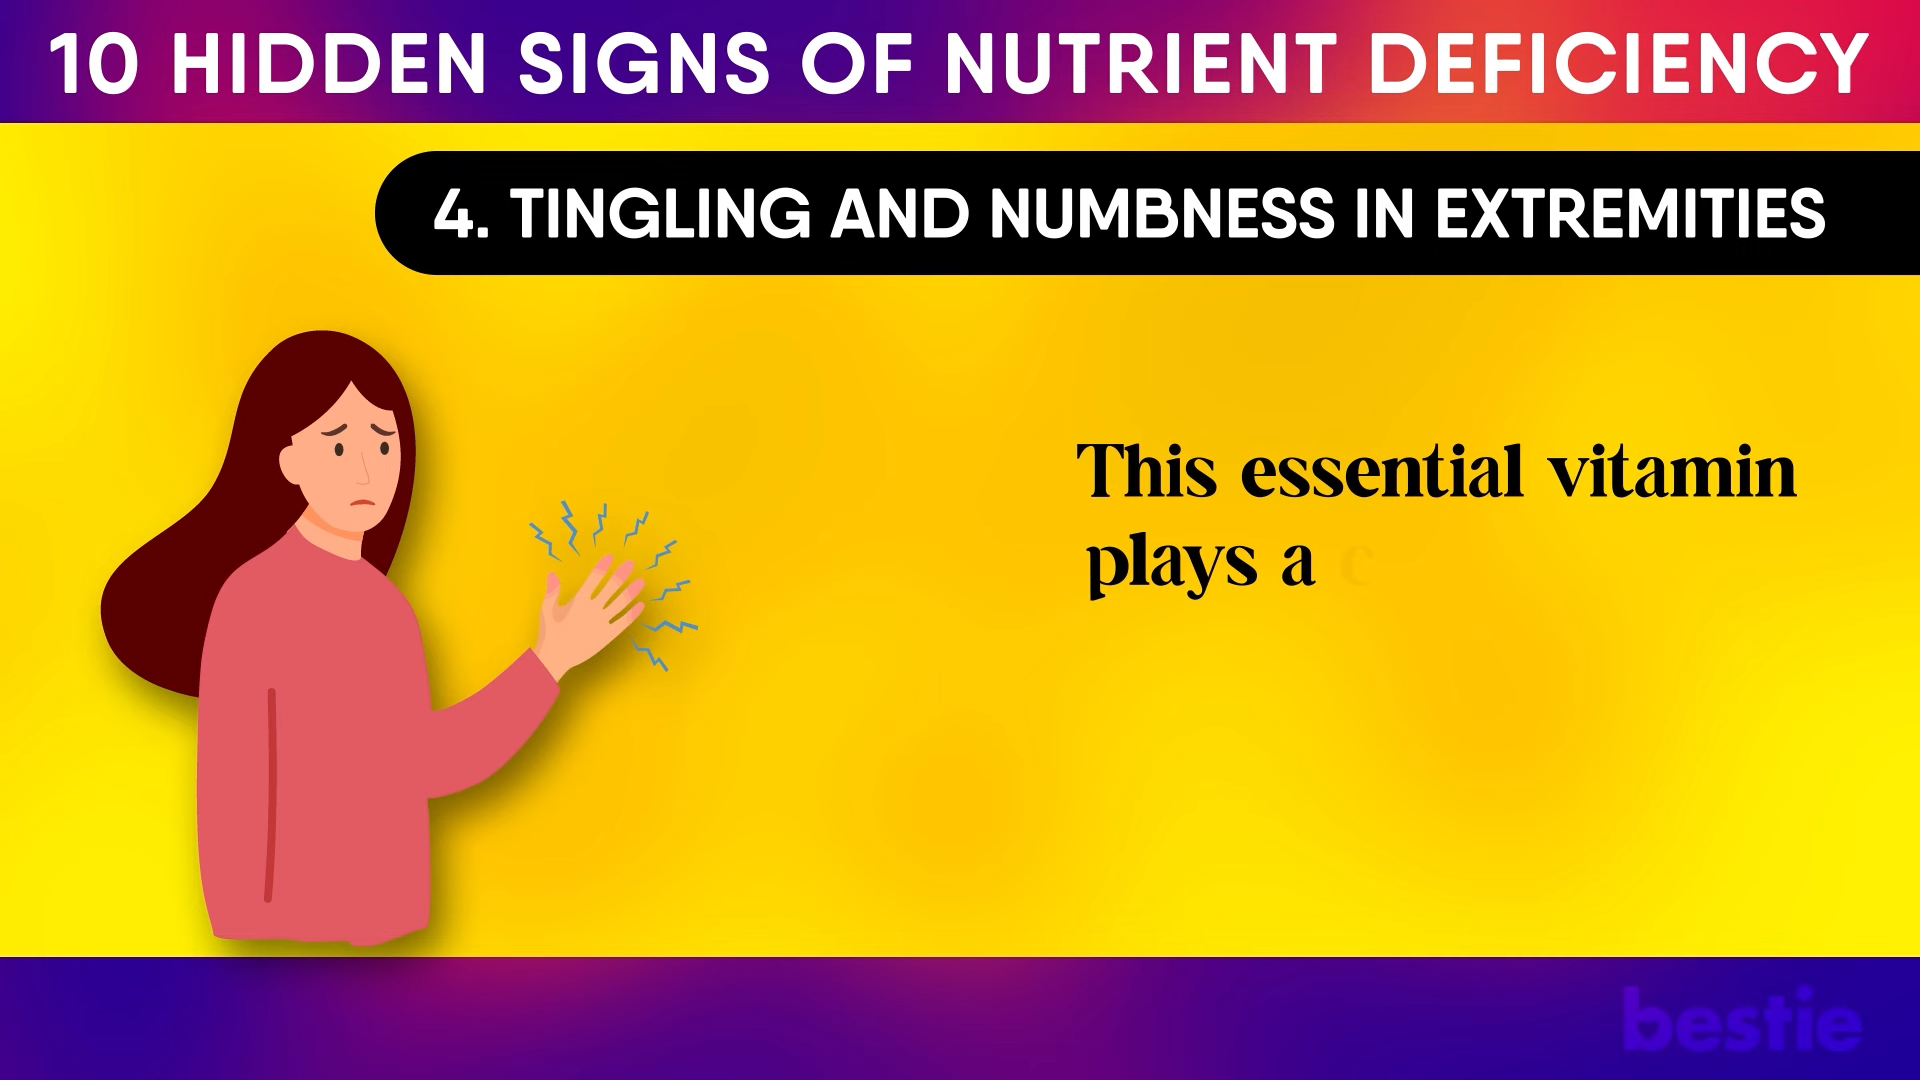 10 HIDDEN SIGNS OF NUTRIENT DEFICIENCY
4. TINGLING AND NUMBNESS IN EXTREMITIES
This essential vitamin
plays a c
bestie